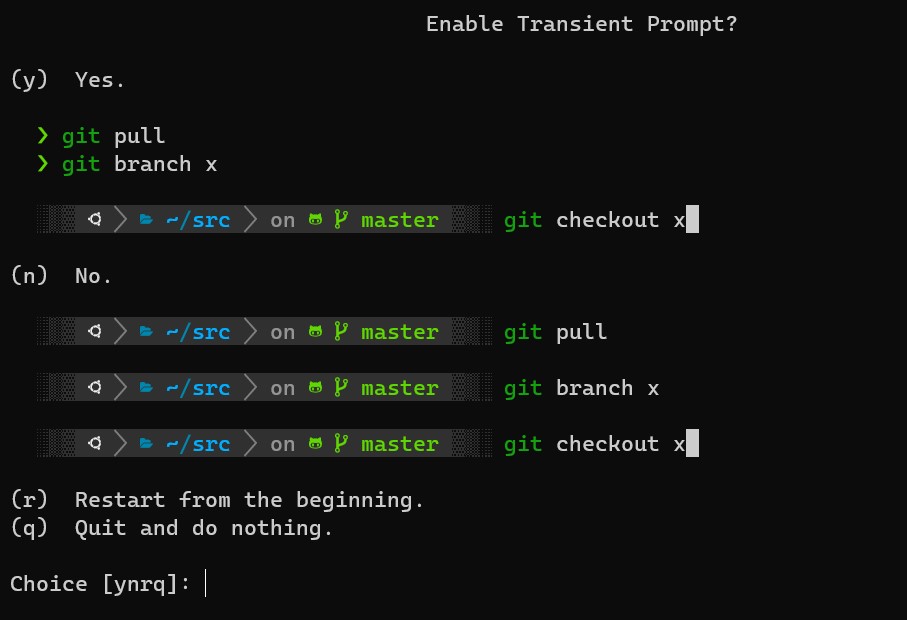 Enable Transient Prompt?
(y) Yes.
❯ git pull
❯ git branch x
~/src on master git checkout x
(n) No.
~/src on master git pull
~/src on master git branch x
~/src on master git checkout x
(r) Restart from the beginning.
(q) Quit and do nothing.
Choice [ynrq]: